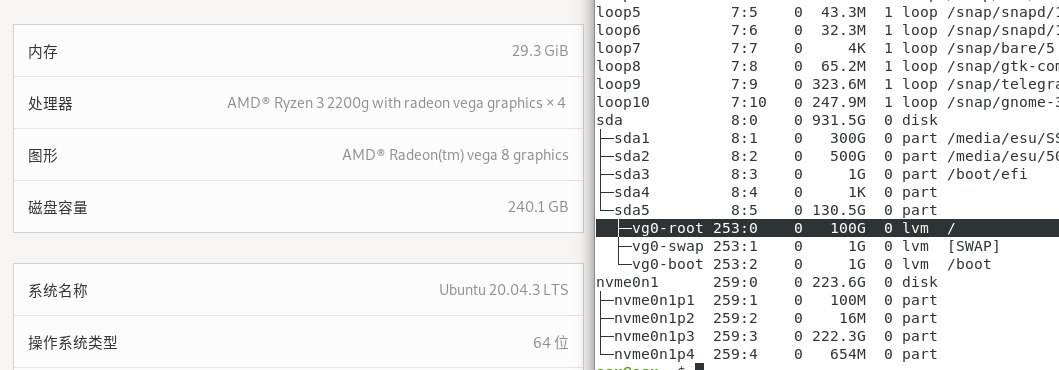 内存 29.3 GiB
处理器 AMD® Ryzen 3 2200g with radeon vega graphics × 4
图形 AMD® Radeon(tm) vega 8 graphics
磁盘容量 240.1 GB
系统名称 Ubuntu 20.04.3 LTS
操作系统类型 64 位
loop5 7:5 0 43.3M 1 loop /snap/snapd/1
loop6 7:6 0 32.3M 1 loop /snap/snapd/1
loop7 7:7 0 4K 1 loop /snap/bare/5
loop8 7:8 0 65.2M 1 loop /snap/gtk-com
loop9 7:9 0 323.6M 1 loop /snap/telegra
loop10 7:10 0 247.9M 1 loop /snap/gnome-3
sda 8:0 0 931.5G 0 disk
├─sda1 8:1 0 300G 0 part /media/esu/SS
├─sda2 8:2 0 500G 0 part /media/esu/50
├─sda3 8:3 0 1G 0 part /boot/efi
├─sda4 8:4 0 1K 0 part
└─sda5 8:5 0 130.5G 0 part
├─vg0-root 253:0 0 100G 0 lvm /
├─vg0-swap 253:1 0 1G 0 lvm [SWAP]
└─vg0-boot 253:2 0 1G 0 lvm /boot
nvme0n1 259:0 0 223.6G 0 disk
├─nvme0n1p1 259:1 0 100M 0 part
├─nvme0n1p2 259:2 0 16M 0 part
├─nvme0n1p3 259:3 0 222.3G 0 part
└─nvme0n1p4 259:4 0 654M 0 part